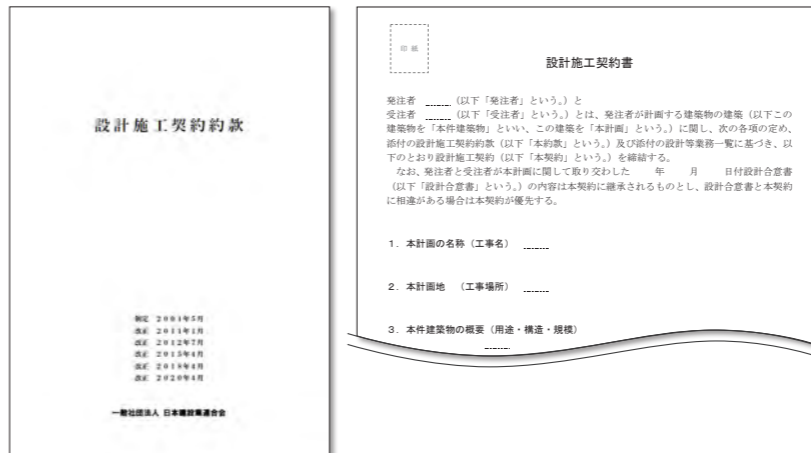 設計施工契約約款
制定 2001年5月
改正 2011年1月
改正 2012年7月
改正 2015年4月
改正 2019年4月
改正 2020年4月
一般社団法人 日本建設業連合会
印紙
設計施工契約書
発注者 ＿＿＿（以下「発注者」という。）と
受注者 ＿＿＿（以下「受注者」という。）とは、発注者が計画する建築物の建築（以下この
建築物を「本件建築物」といい、この建築を「本計画」という。）に関し、次の各項の定め、
添付の設計施工契約約款（以下「本約款」という。）及び添付の設計等業務一覧に基づき、以
下のとおり設計施工契約（以下「本契約」という。）を締結する。
なお、発注者と受注者が本計画に関して取り交わした　　年　　月　　日付設計合意書
（以下「設計合意書」という。）の内容は本契約に継承されるものとし、設計合意書と本契約
に相違がある場合は本契約が優先する。
1．本計画の名称（工事名）
2．本計画地　（工事場所）
3．本件建築物の概要（用途・構造・規模）